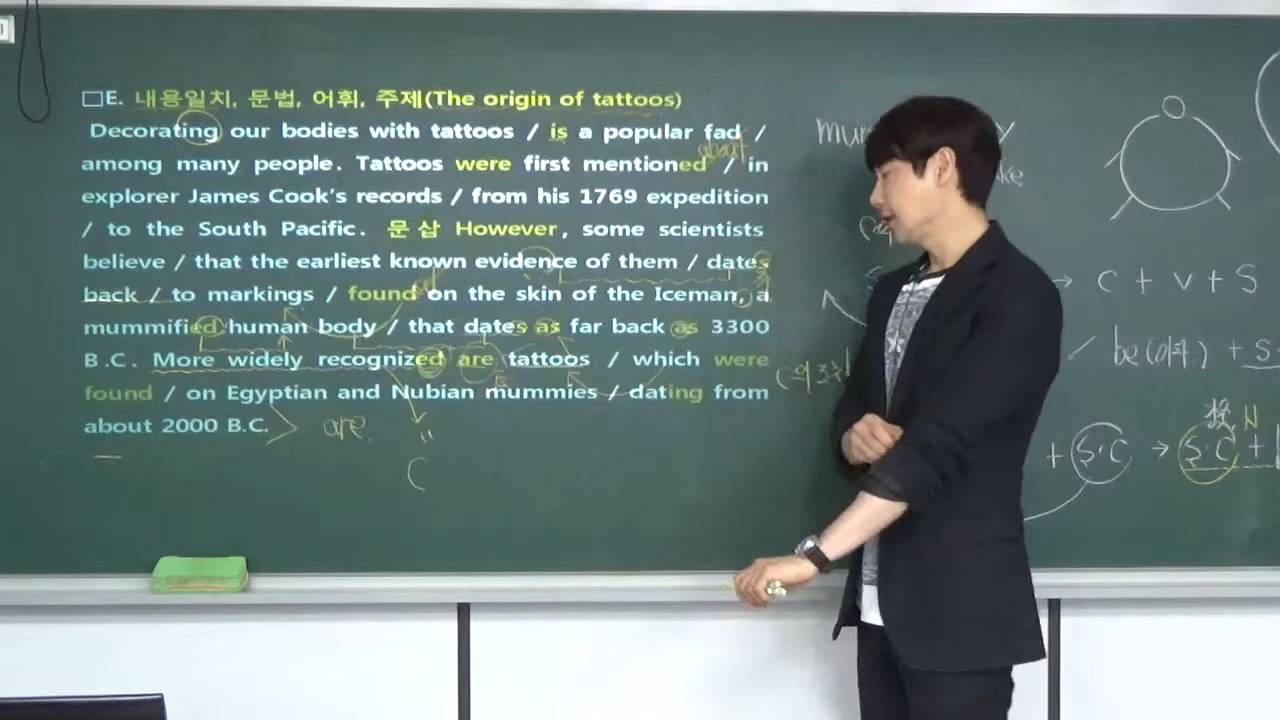 □E. 내용일치, 문법, 어휘, 주제(The origin of tattoos)
Decorating our bodies with tattoos / is a popular fad /
about
among many people. Tattoos were first mentioned / in
explorer James Cook's records / from his 1769 expedition
/ to the South Pacific. 문 삽 However, some scientists
believe / that the earliest known evidence of them / dates
back / to markings / found on the skin of the Iceman, a
mummified human body / that dates as far back as 3300
B.C. More widely recognized are tattoos / which were
found / on Egyptian and Nubian mummies / dating from
about 2000 B.C.
are
C
mum
ke
C + V + S
be(이다) + S
+ S·C → S·C +
N